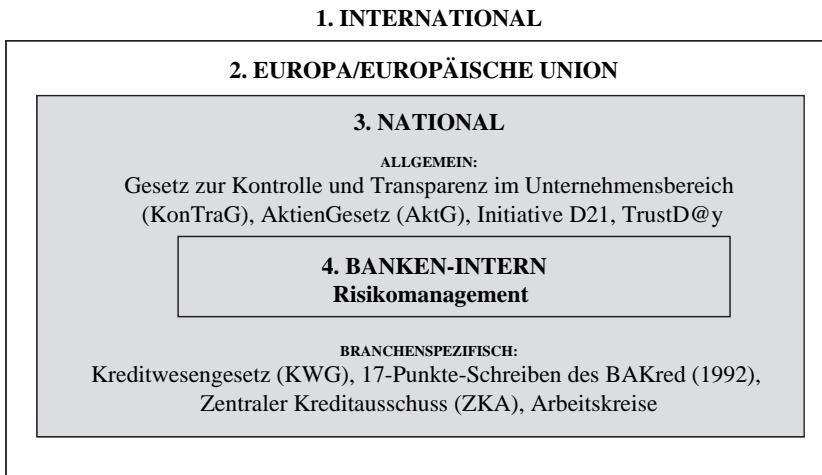 1. INTERNATIONAL
2. EUROPA/EUROPÄISCHE UNION
3. NATIONAL
ALLGEMEIN:
Gesetz zur Kontrolle und Transparenz im Unternehmensbereich
(KonTraG), AktienGesetz (AktG), Initiative D21, TrustD@y
4. BANKEN-INTERN
Risikomanagement
BRANCHENSPEZIFISCH:
Kreditwesengesetz (KWG), 17-Punkte-Schreiben des BAKred (1992),
Zentraler Kreditausschuss (ZKA), Arbeitskreise